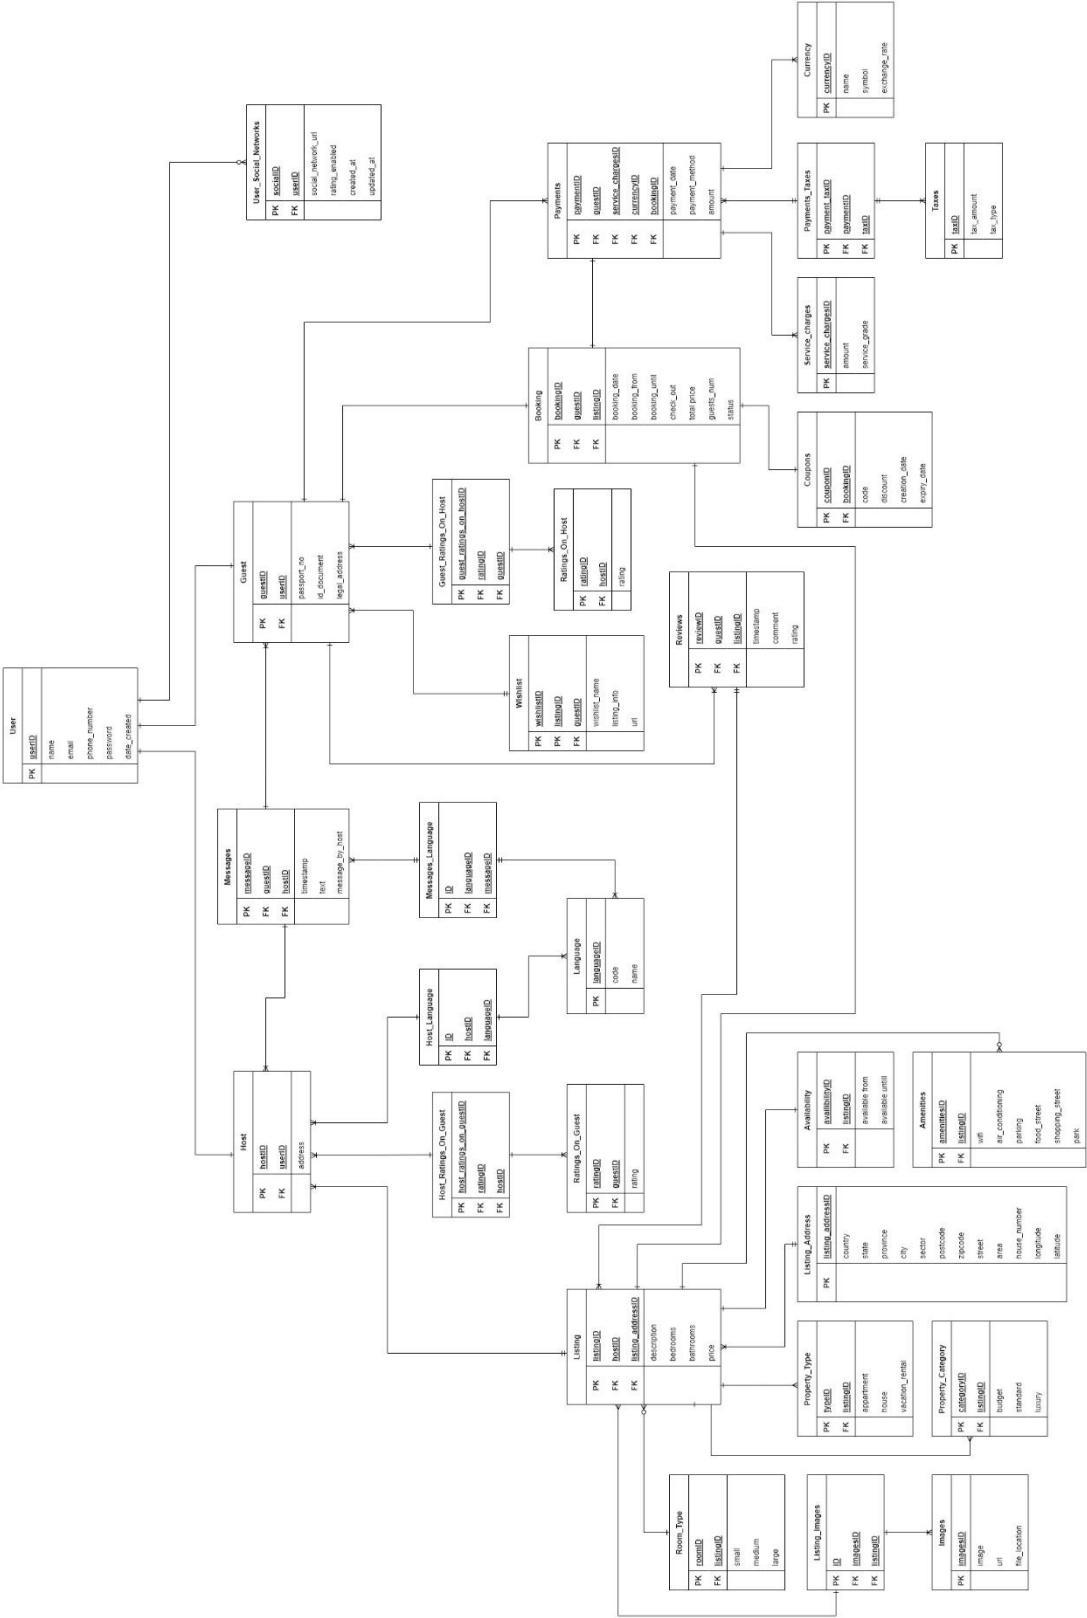 User
PK userID
name
email
phone_number
password
date_created
User_Social_Networks
PK socialID
FK userID
social_network_url
rating_enabled
created_at
updated_at
Host
PK hostID
FK userID
address
Messages
PK messageID
FK guestID
FK hostID
timestamp
text
message_by_host
Guest
PK guestID
FK userID
passport_no
id_document
legal_address
Host_Ratings_On_Guest
PK host_ratings_on_guestID
FK ratingID
FK hostID
Host_Language
PK ID
FK hostID
FK languageID
Messages_Language
PK ID
FK languageID
FK messageID
Guest_Ratings_On_Host
PK guest_ratings_on_hostID
FK ratingID
FK guestID
Wishlist
PK wishlistID
PK listingID
FK guestID
wishlist_name
listing_info
url
Ratings_On_Host
PK ratingID
FK hostID
rating
Booking
PK bookingID
FK guestID
FK listingID
booking_date
booking_from
booking_until
check_out
total price
guests_num
status
Payments
PK paymentID
FK guestID
FK service_chargesID
FK currencyID
FK bookingID
payment_date
payment_method
amount
Listing
PK listingID
FK hostID
FK listing_addressID
description
bedrooms
bathrooms
price
Ratings_On_Guest
PK ratingID
FK guestID
rating
Language
PK languageID
code
name
Reviews
PK reviewID
FK guestID
FK listingID
timestamp
comment
rating
Room_Type
PK roomID
FK listingID
small
medium
large
Listing_Images
PK ID
FK imagesID
FK listingID
Property_Type
PK typeID
FK listingID
appartment
house
vacation_rental
Listing_Address
PK listing_addressID
country
state
province
city
sector
postcode
zipcode
street
area
house_number
longitude
latitude
Availability
PK availibilityID
FK listingID
available from
available untill
Coupons
PK couponID
FK bookingID
code
discount
creation_date
expiry_date
Service_charges
PK service_chargesID
amount
service_grade
Payments_Taxes
PK payment_taxID
FK paymentID
FK taxID
Currency
PK currencyID
name
symbol
exchange_rate
Images
PK imagesID
image
url
file_location
Property_Category
PK categoryID
FK listingID
budget
standard
luxury
Amenities
PK amenitiesID
FK listingID
wifi
air_conditioning
parking
food_street
shopping_street
park
Taxes
PK taxID
tax_amount
tax_type